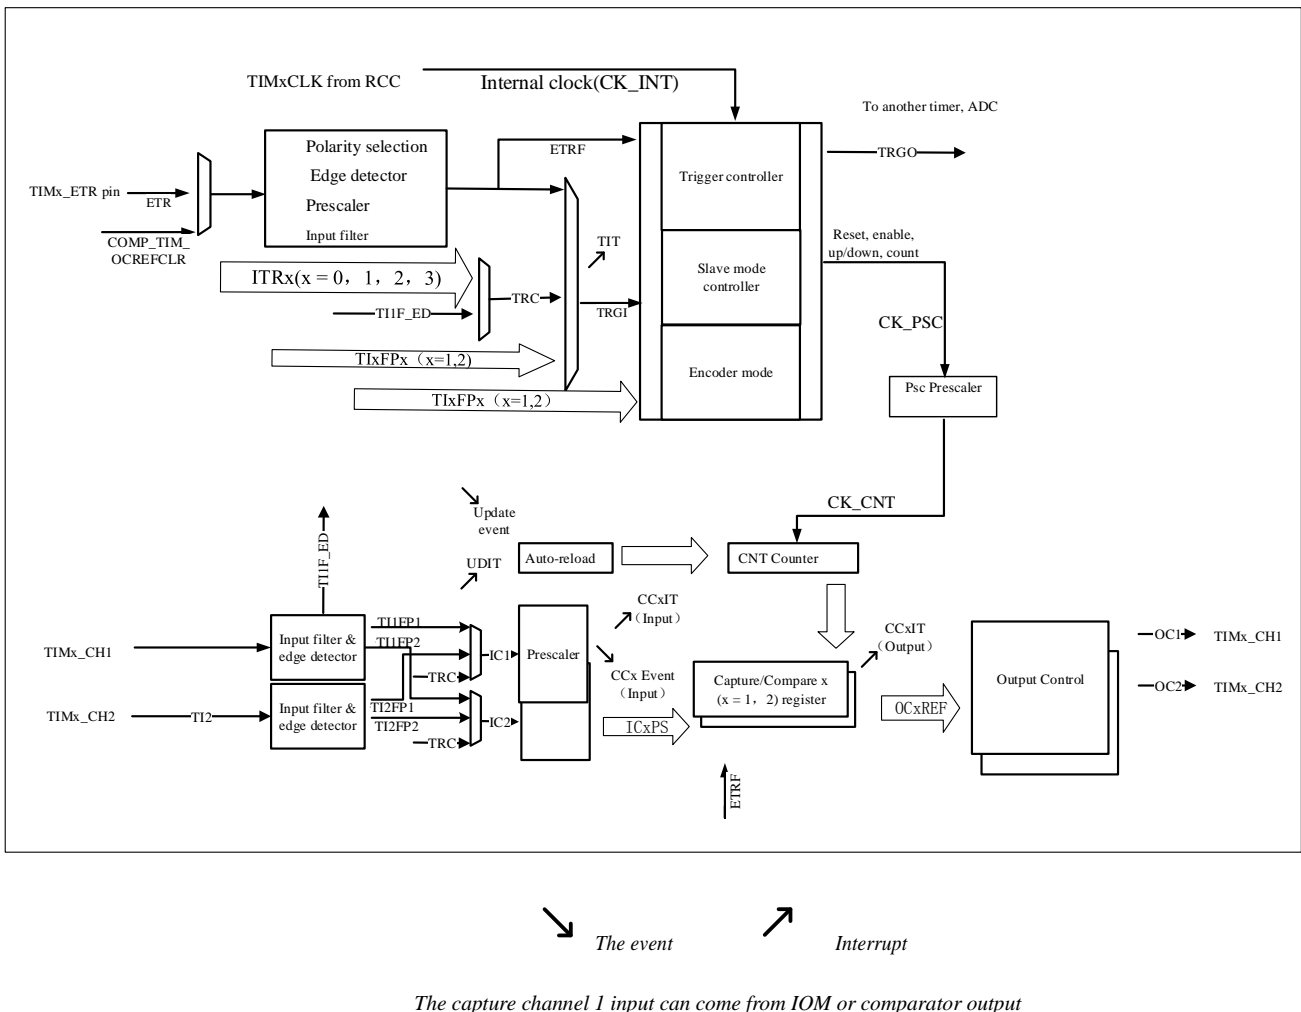 TIMxCLK from RCC
Internal clock(CK_INT)
To another timer, ADC
TIMx_ETR pin
ETR
COMP_TIM_
OCREFCLR
Polarity selection
Edge detector
Prescaler
Input filter
ETRF
TRGO
Trigger controller
Slave mode
controller
Encoder mode
Reset, enable,
up/down, count
ITRx(x = 0，1，2，3)
TI1F_ED
TRC
TIT
TRGI
TIxFPx（x=1,2)
TIxFPx（x=1,2）
CK_PSC
Psc Prescaler
CK_CNT
Update
event
UDIT
Auto-reload
CNT Counter
TI1F_ED
TIMx_CH1
Input filter &
edge detector
TI1FP1
TI1FP2
TRC
IC1
Prescaler
CCxIT
（Input）
CCx Event
（Input）
CCxIT
（Output）
TIMx_CH2
TI2
Input filter &
edge detector
TI2FP1
TI2FP2
TRC
IC2
ICxPS
Capture/Compare x
(x = 1，2) register
ETRF
OCxREF
Output Control
OC1
TIMx_CH1
OC2
TIMx_CH2
The event
Interrupt
The capture channel 1 input can come from IOM or comparator output